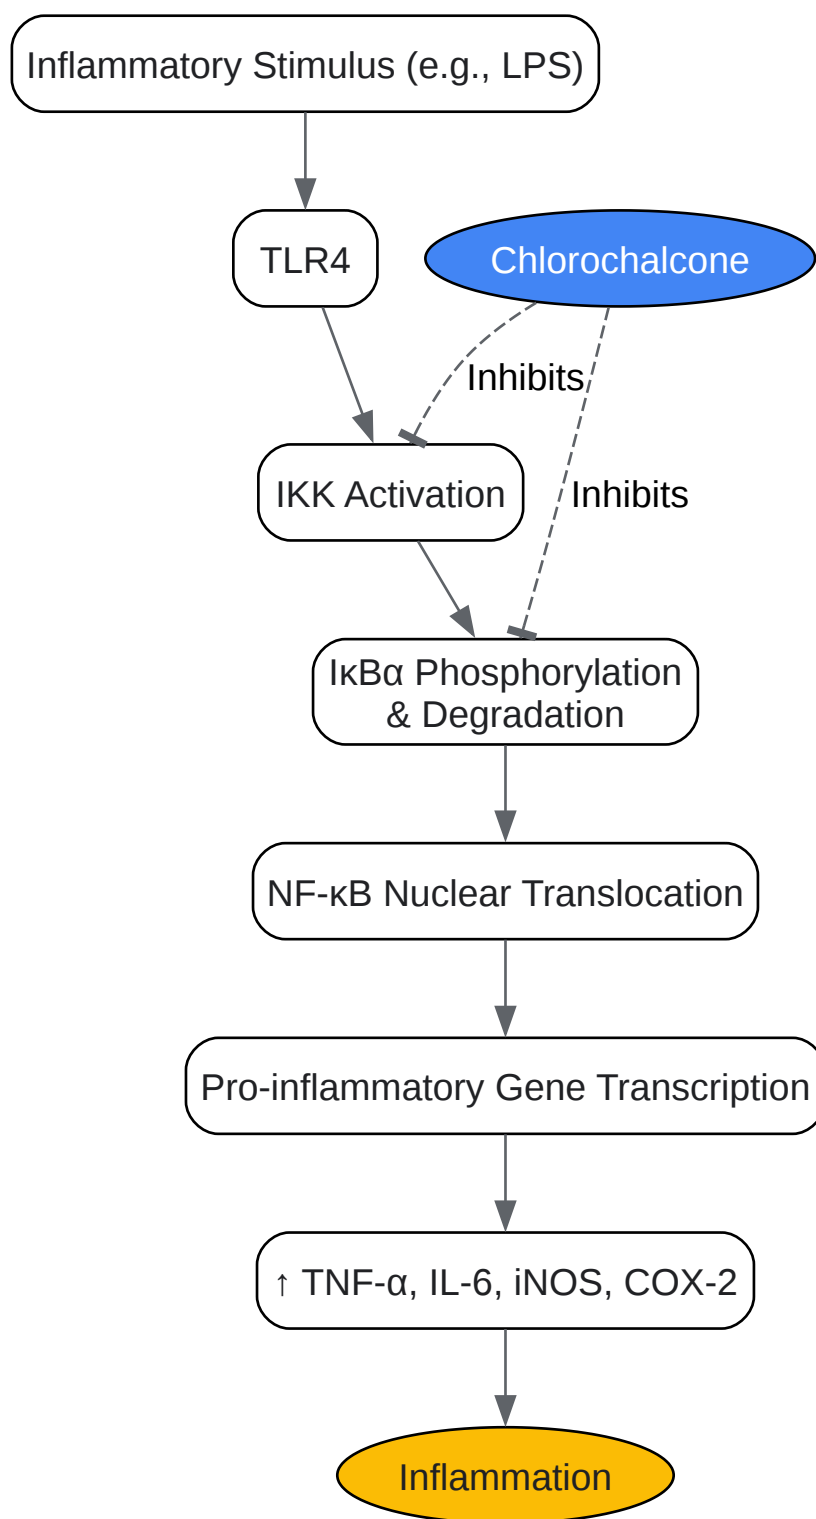 Inflammatory Stimulus (e.g., LPS)
TLR4
Chlorochalcone
Inhibits
IKK Activation
Inhibits
IκBα Phosphorylation
& Degradation
NF-κB Nuclear Translocation
Pro-inflammatory Gene Transcription
↑ TNF-α, IL-6, iNOS, COX-2
Inflammation